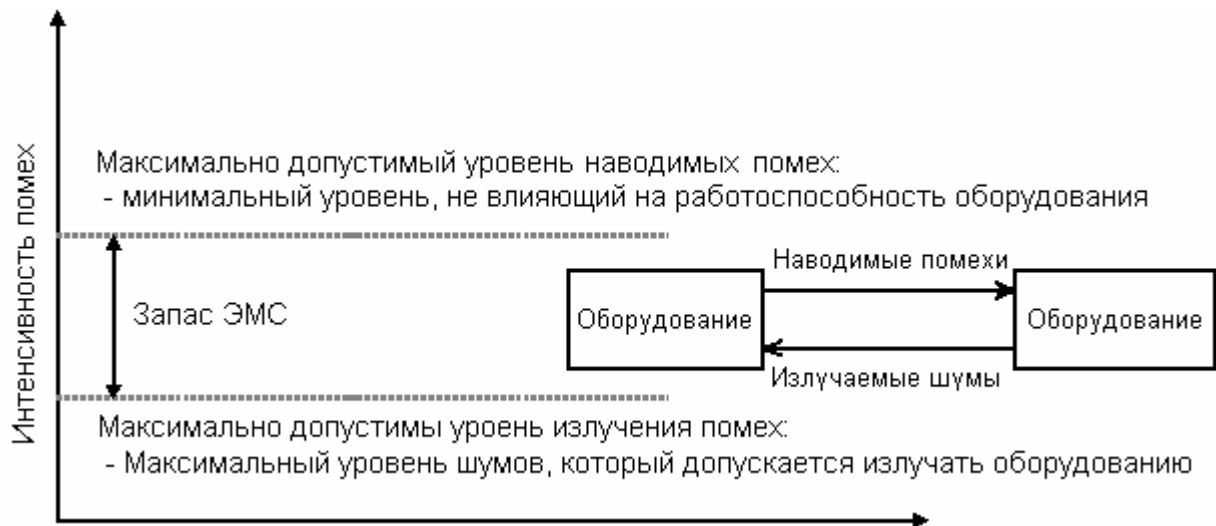 Интенсивность помех
Максимально допустимый уровень наводимых помех:
- минимальный уровень, не влияющий на работоспособность оборудования
Наводимые помехи
Запас ЭМС
Оборудование
Оборудование
Излучаемые шумы
Максимально допустимы уроень излучения помех:
- Максимальный уровень шумов, который допускается излучать оборудованию